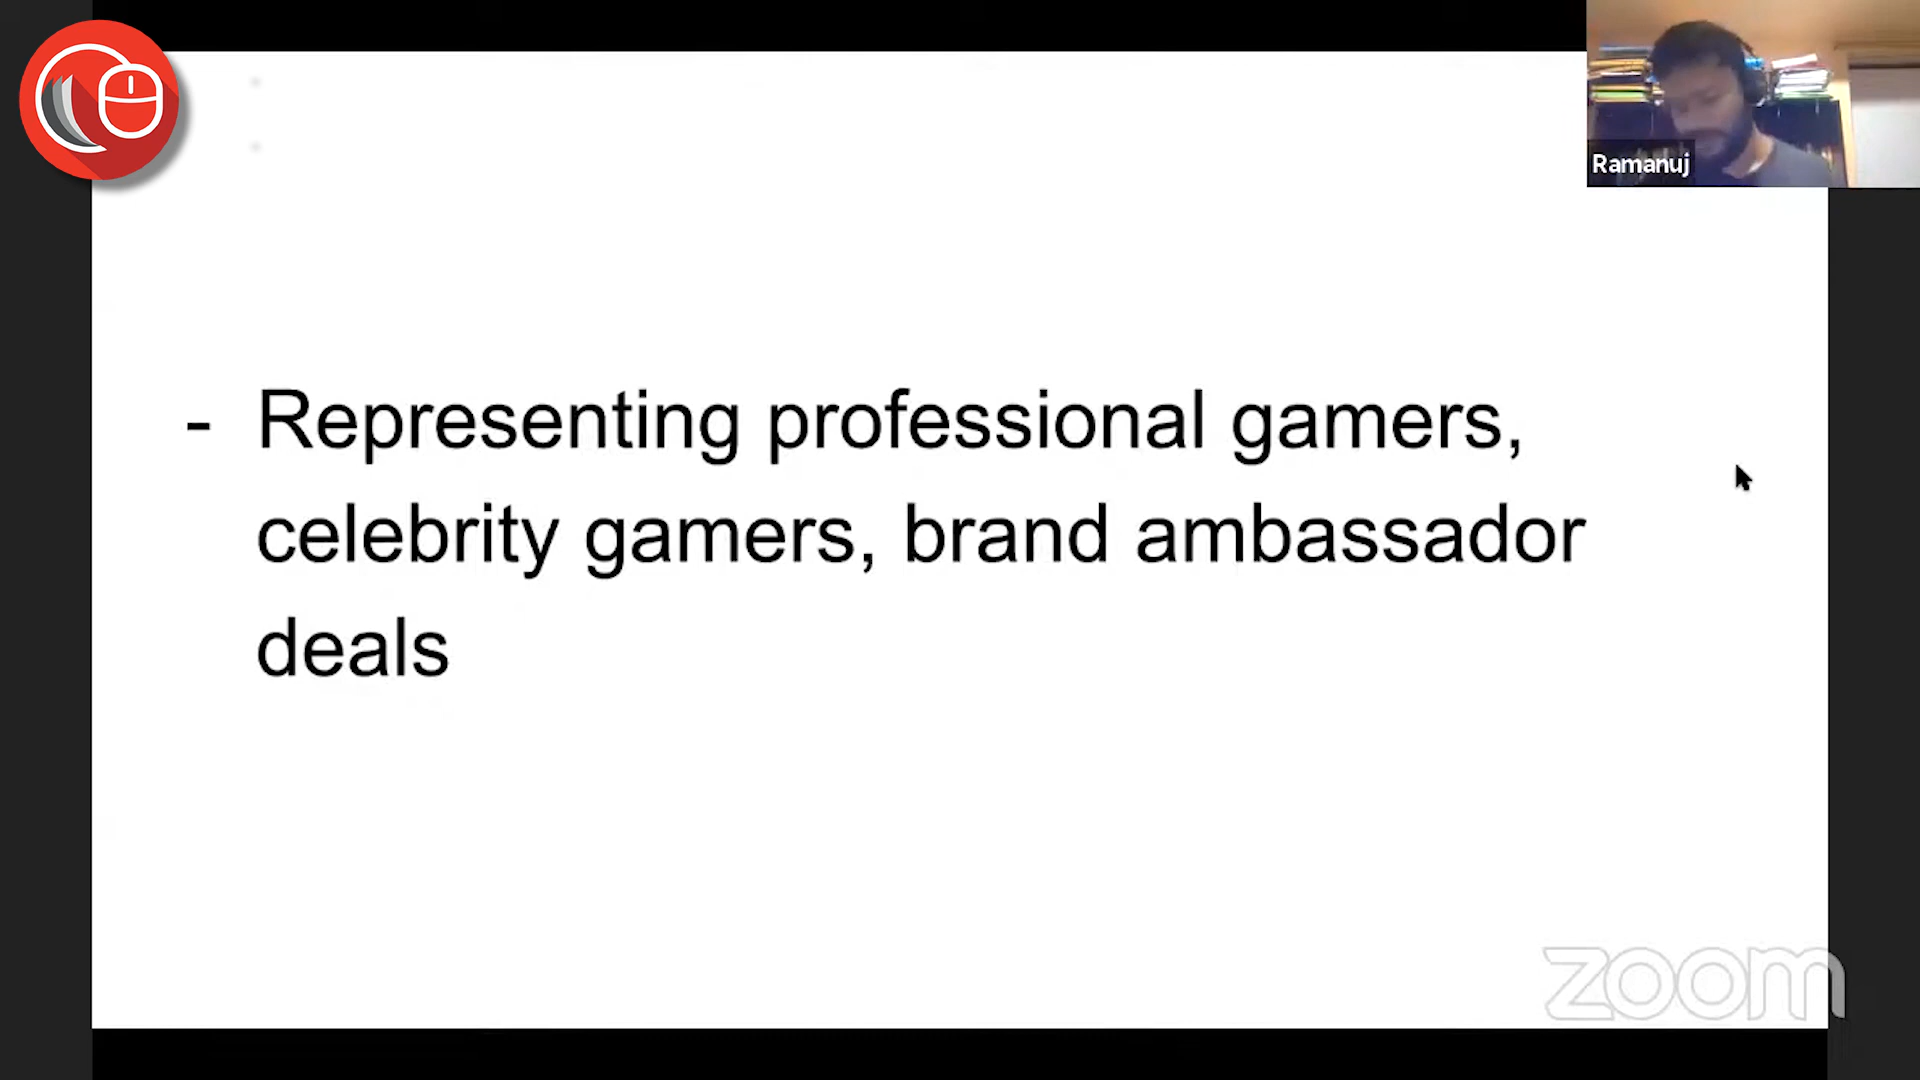 Ramanuj
- Representing professional gamers,
celebrity gamers, brand ambassador
deals
zoom